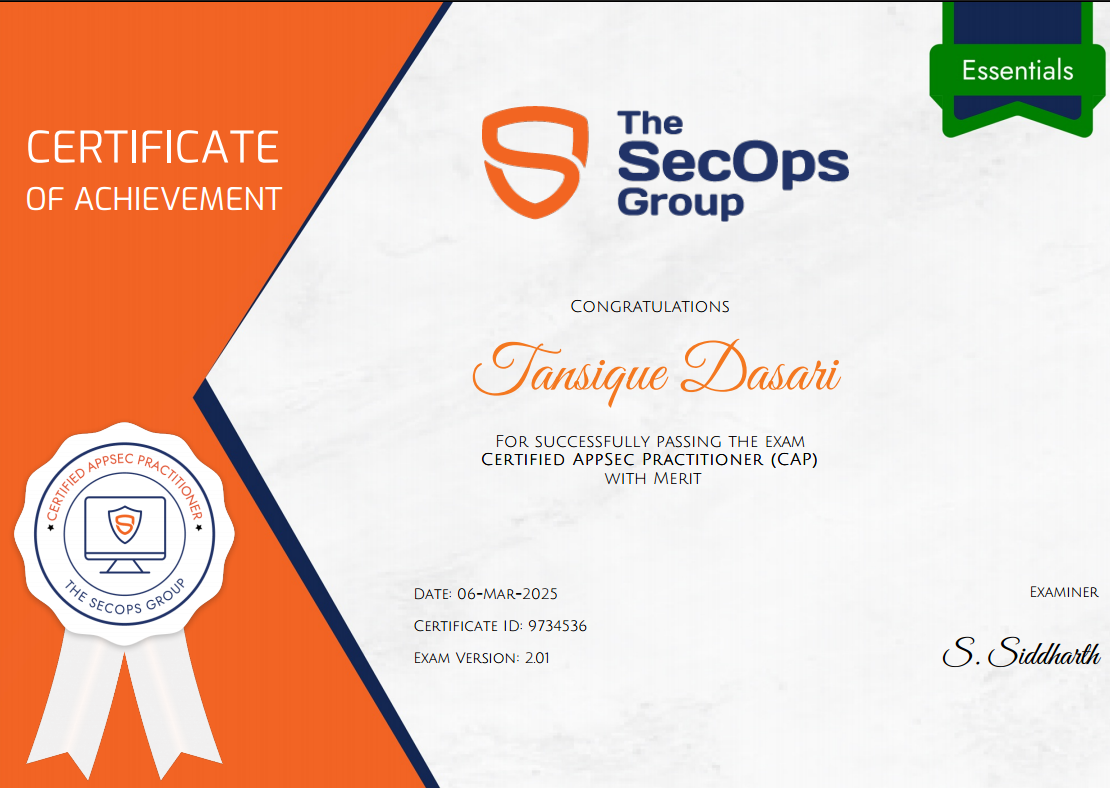 Essentials
CERTIFICATE
OF ACHIEVEMENT
The
SecOps
Group
Congratulations
Tansique Dasari
For successfully passing the exam
Certified AppSec Practitioner (CAP)
with Merit
CERTIFIED APPSEC PRACTITIONER
THE SECOPS GROUP
Date: 06-Mar-2025
Certificate ID: 9734536
Exam Version: 2.01
Examiner
S. Siddharth